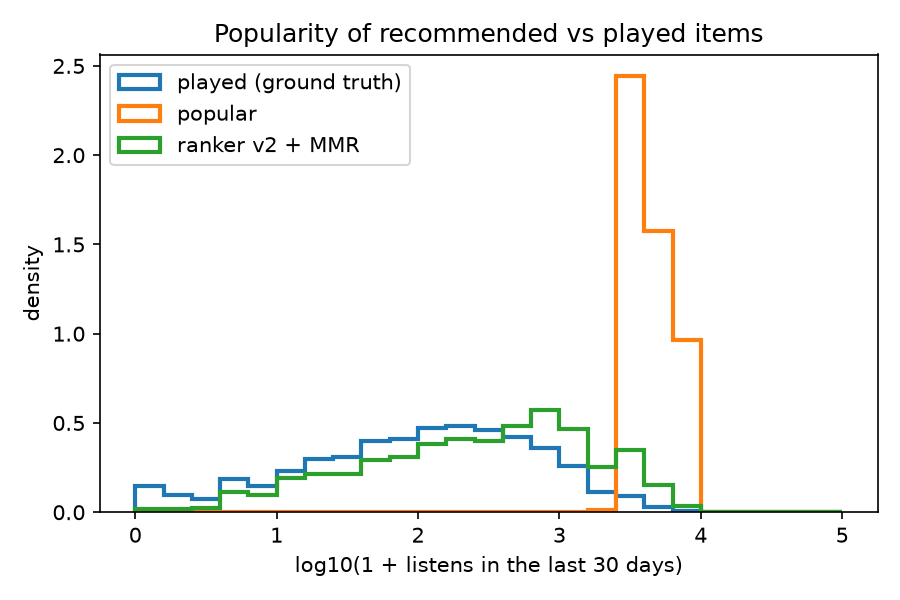 Popularity of recommended vs played items
2.5
2.0
1.5
1.0
0.5
0.0
density
played (ground truth)
popular
ranker v2 + MMR
0 1 2 3 4 5
log10(1 + listens in the last 30 days)